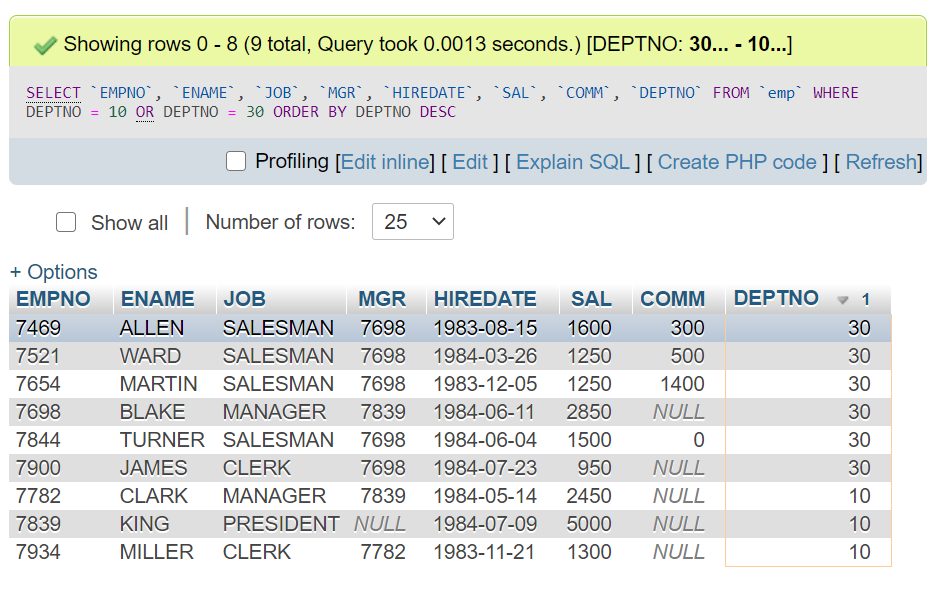 Showing rows 0 - 8 (9 total, Query took 0.0013 seconds.) [DEPTNO: 30... - 10...]
SELECT `EMPNO`, `ENAME`, `JOB`, `MGR`, `HIREDATE`, `SAL`, `COMM`, `DEPTNO` FROM `emp` WHERE
DEPTNO = 10 OR DEPTNO = 30 ORDER BY DEPTNO DESC
Profiling [Edit inline] [ Edit ] [ Explain SQL ] [ Create PHP code ] [ Refresh]
Show all Number of rows: 25
+ Options
EMPNO ENAME JOB MGR HIREDATE SAL COMM DEPTNO 1
7469 ALLEN SALESMAN 7698 1983-08-15 1600 300 30
7521 WARD SALESMAN 7698 1984-03-26 1250 500 30
7654 MARTIN SALESMAN 7698 1983-12-05 1250 1400 30
7698 BLAKE MANAGER 7839 1984-06-11 2850 NULL 30
7844 TURNER SALESMAN 7698 1984-06-04 1500 0 30
7900 JAMES CLERK 7698 1984-07-23 950 NULL 30
7782 CLARK MANAGER 7839 1984-05-14 2450 NULL 10
7839 KING PRESIDENT NULL 1984-07-09 5000 NULL 10
7934 MILLER CLERK 7782 1983-11-21 1300 NULL 10